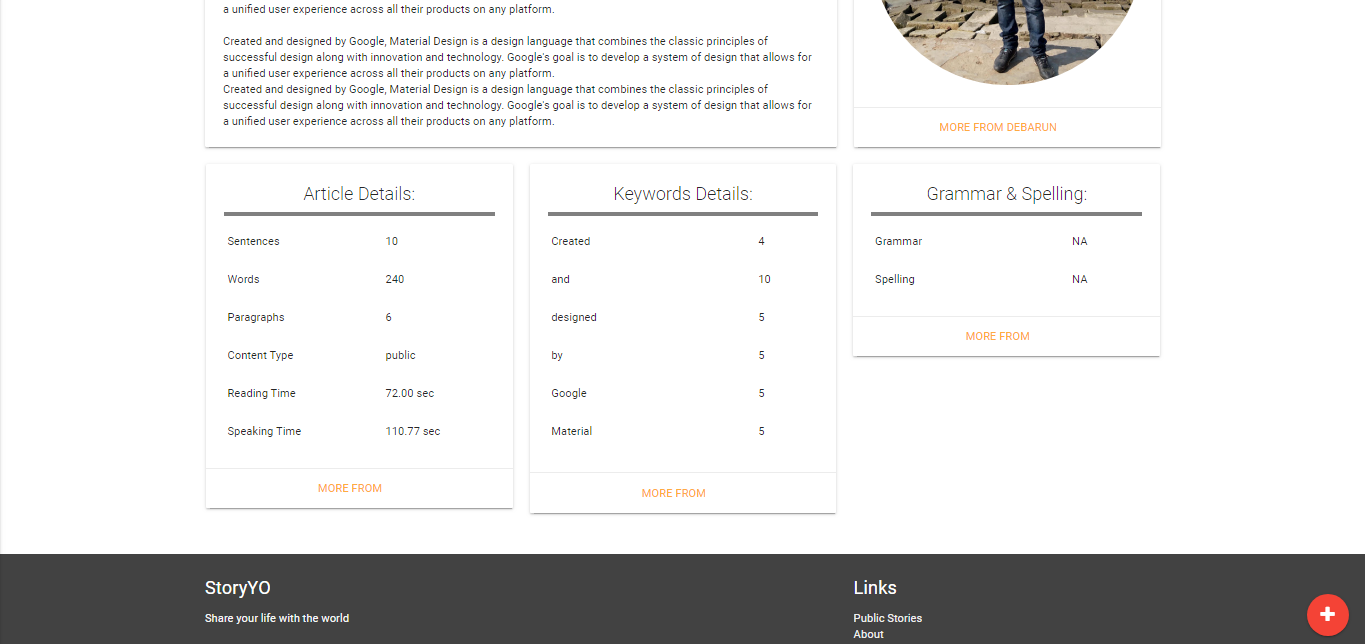 a unified user experience across all their products on any platform.
Created and designed by Google, Material Design is a design language that combines the classic principles of
successful design along with innovation and technology. Google's goal is to develop a system of design that allows for
a unified user experience across all their products on any platform.
Created and designed by Google, Material Design is a design language that combines the classic principles of
successful design along with innovation and technology. Google's goal is to develop a system of design that allows for
a unified user experience across all their products on any platform.
MORE FROM DEBARUN
Article Details:
Sentences 10
Words 240
Paragraphs 6
Content Type public
Reading Time 72.00 sec
Speaking Time 110.77 sec
MORE FROM
Keywords Details:
Created 4
and 10
designed 5
by 5
Google 5
Material 5
MORE FROM
Grammar & Spelling:
Grammar NA
Spelling NA
MORE FROM
StoryYO
Share your life with the world
Links
Public Stories
About